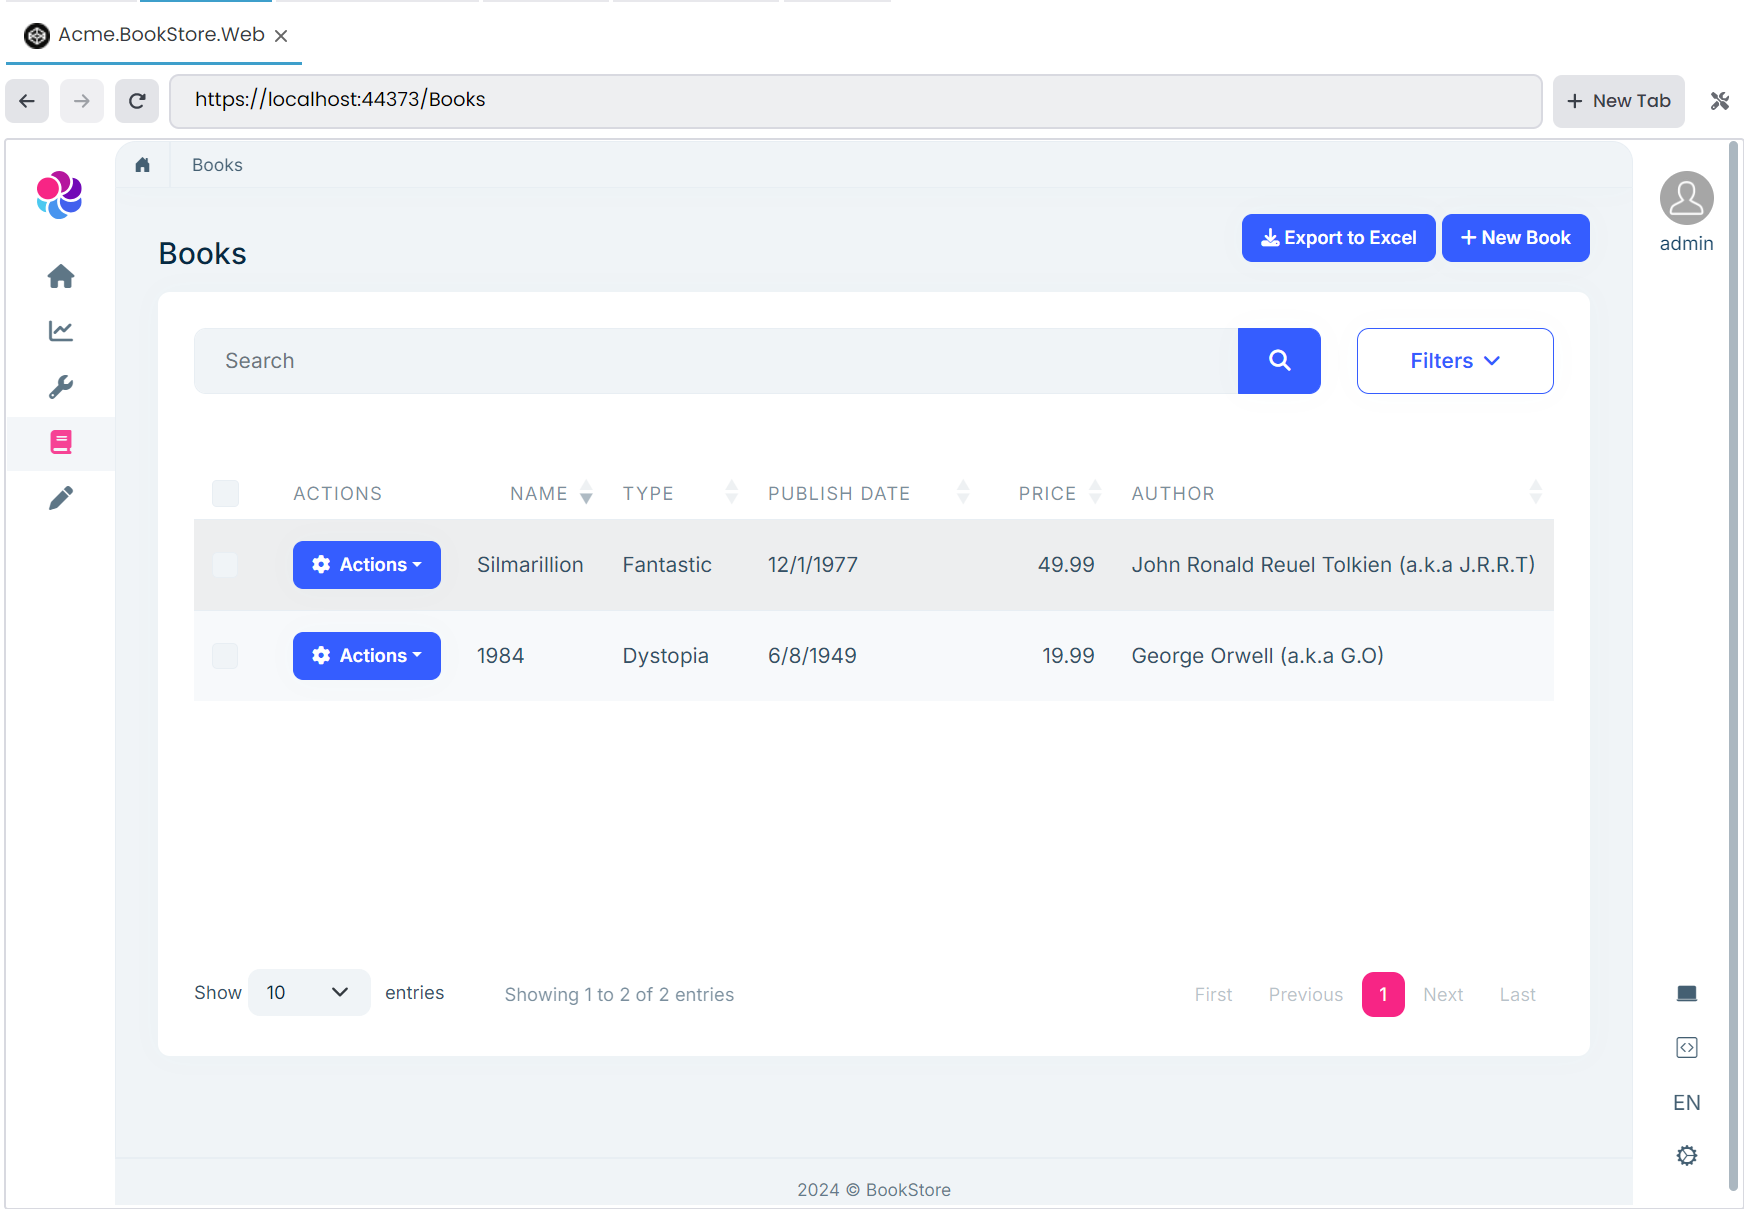 Acme.BookStore.Web
https://localhost:44373/Books
New Tab
Books
admin
Books
Export to Excel
New Book
Search
Filters
ACTIONS NAME TYPE PUBLISH DATE PRICE AUTHOR
Actions Silmarillion Fantastic 12/1/1977 49.99 John Ronald Reuel Tolkien (a.k.a J.R.R.T)
Actions 1984 Dystopia 6/8/1949 19.99 George Orwell (a.k.a G.O)
Show 10 entries Showing 1 to 2 of 2 entries First Previous 1 Next Last
EN
2024 © BookStore